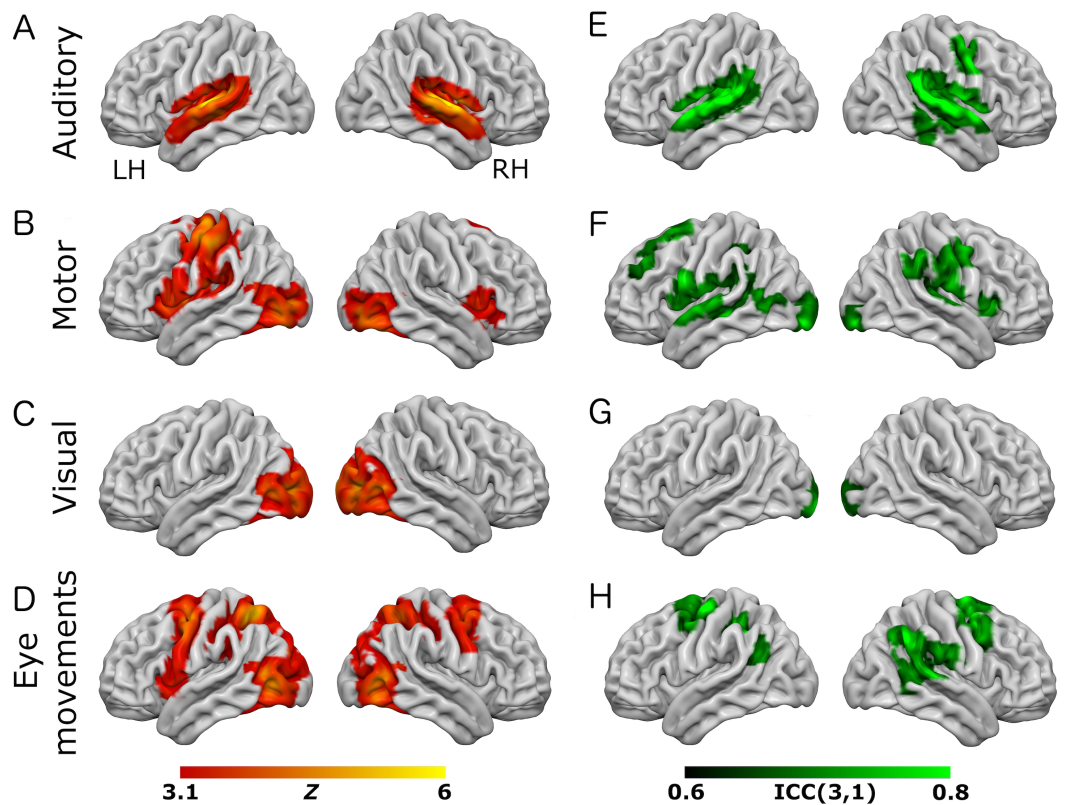 A
Auditory
E
LH
RH
B
Motor
F
C
Visual
G
D
Eye
movements
H
3.1
Z
6
0.6
ICC(3,1)
0.8